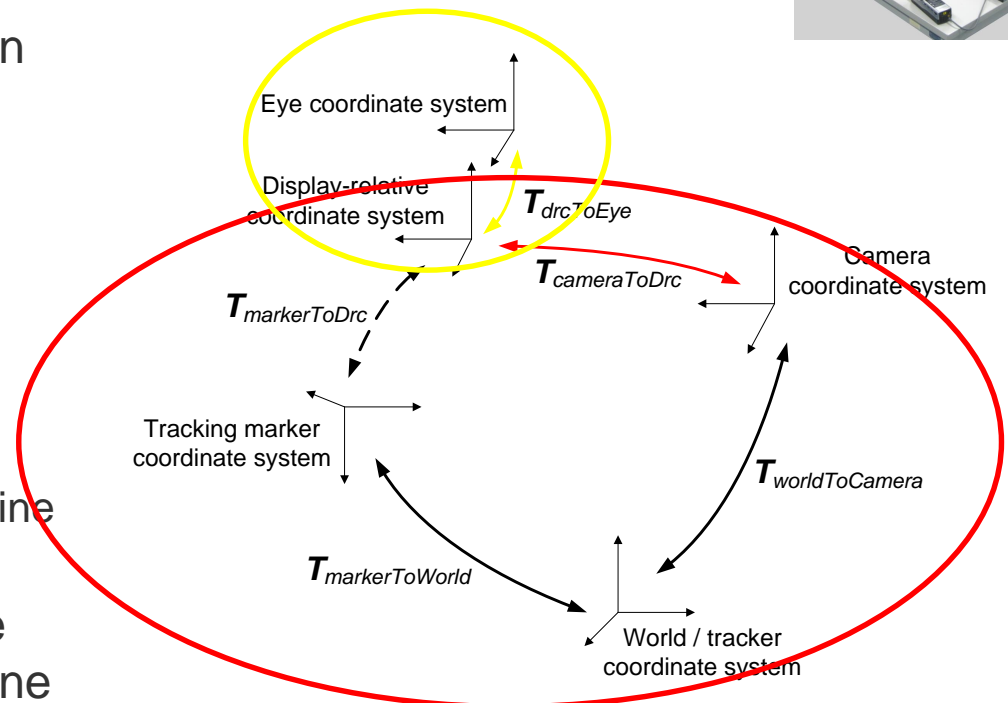 n
Eye coordinate system
Display-relative
coordinate system
T drcToEye
Camera
coordinate system
T cameraToDrc
T markerToDrc
Tracking marker
coordinate system
T worldToCamera
ine
T markerToWorld
e
World / tracker
coordinate system
ne